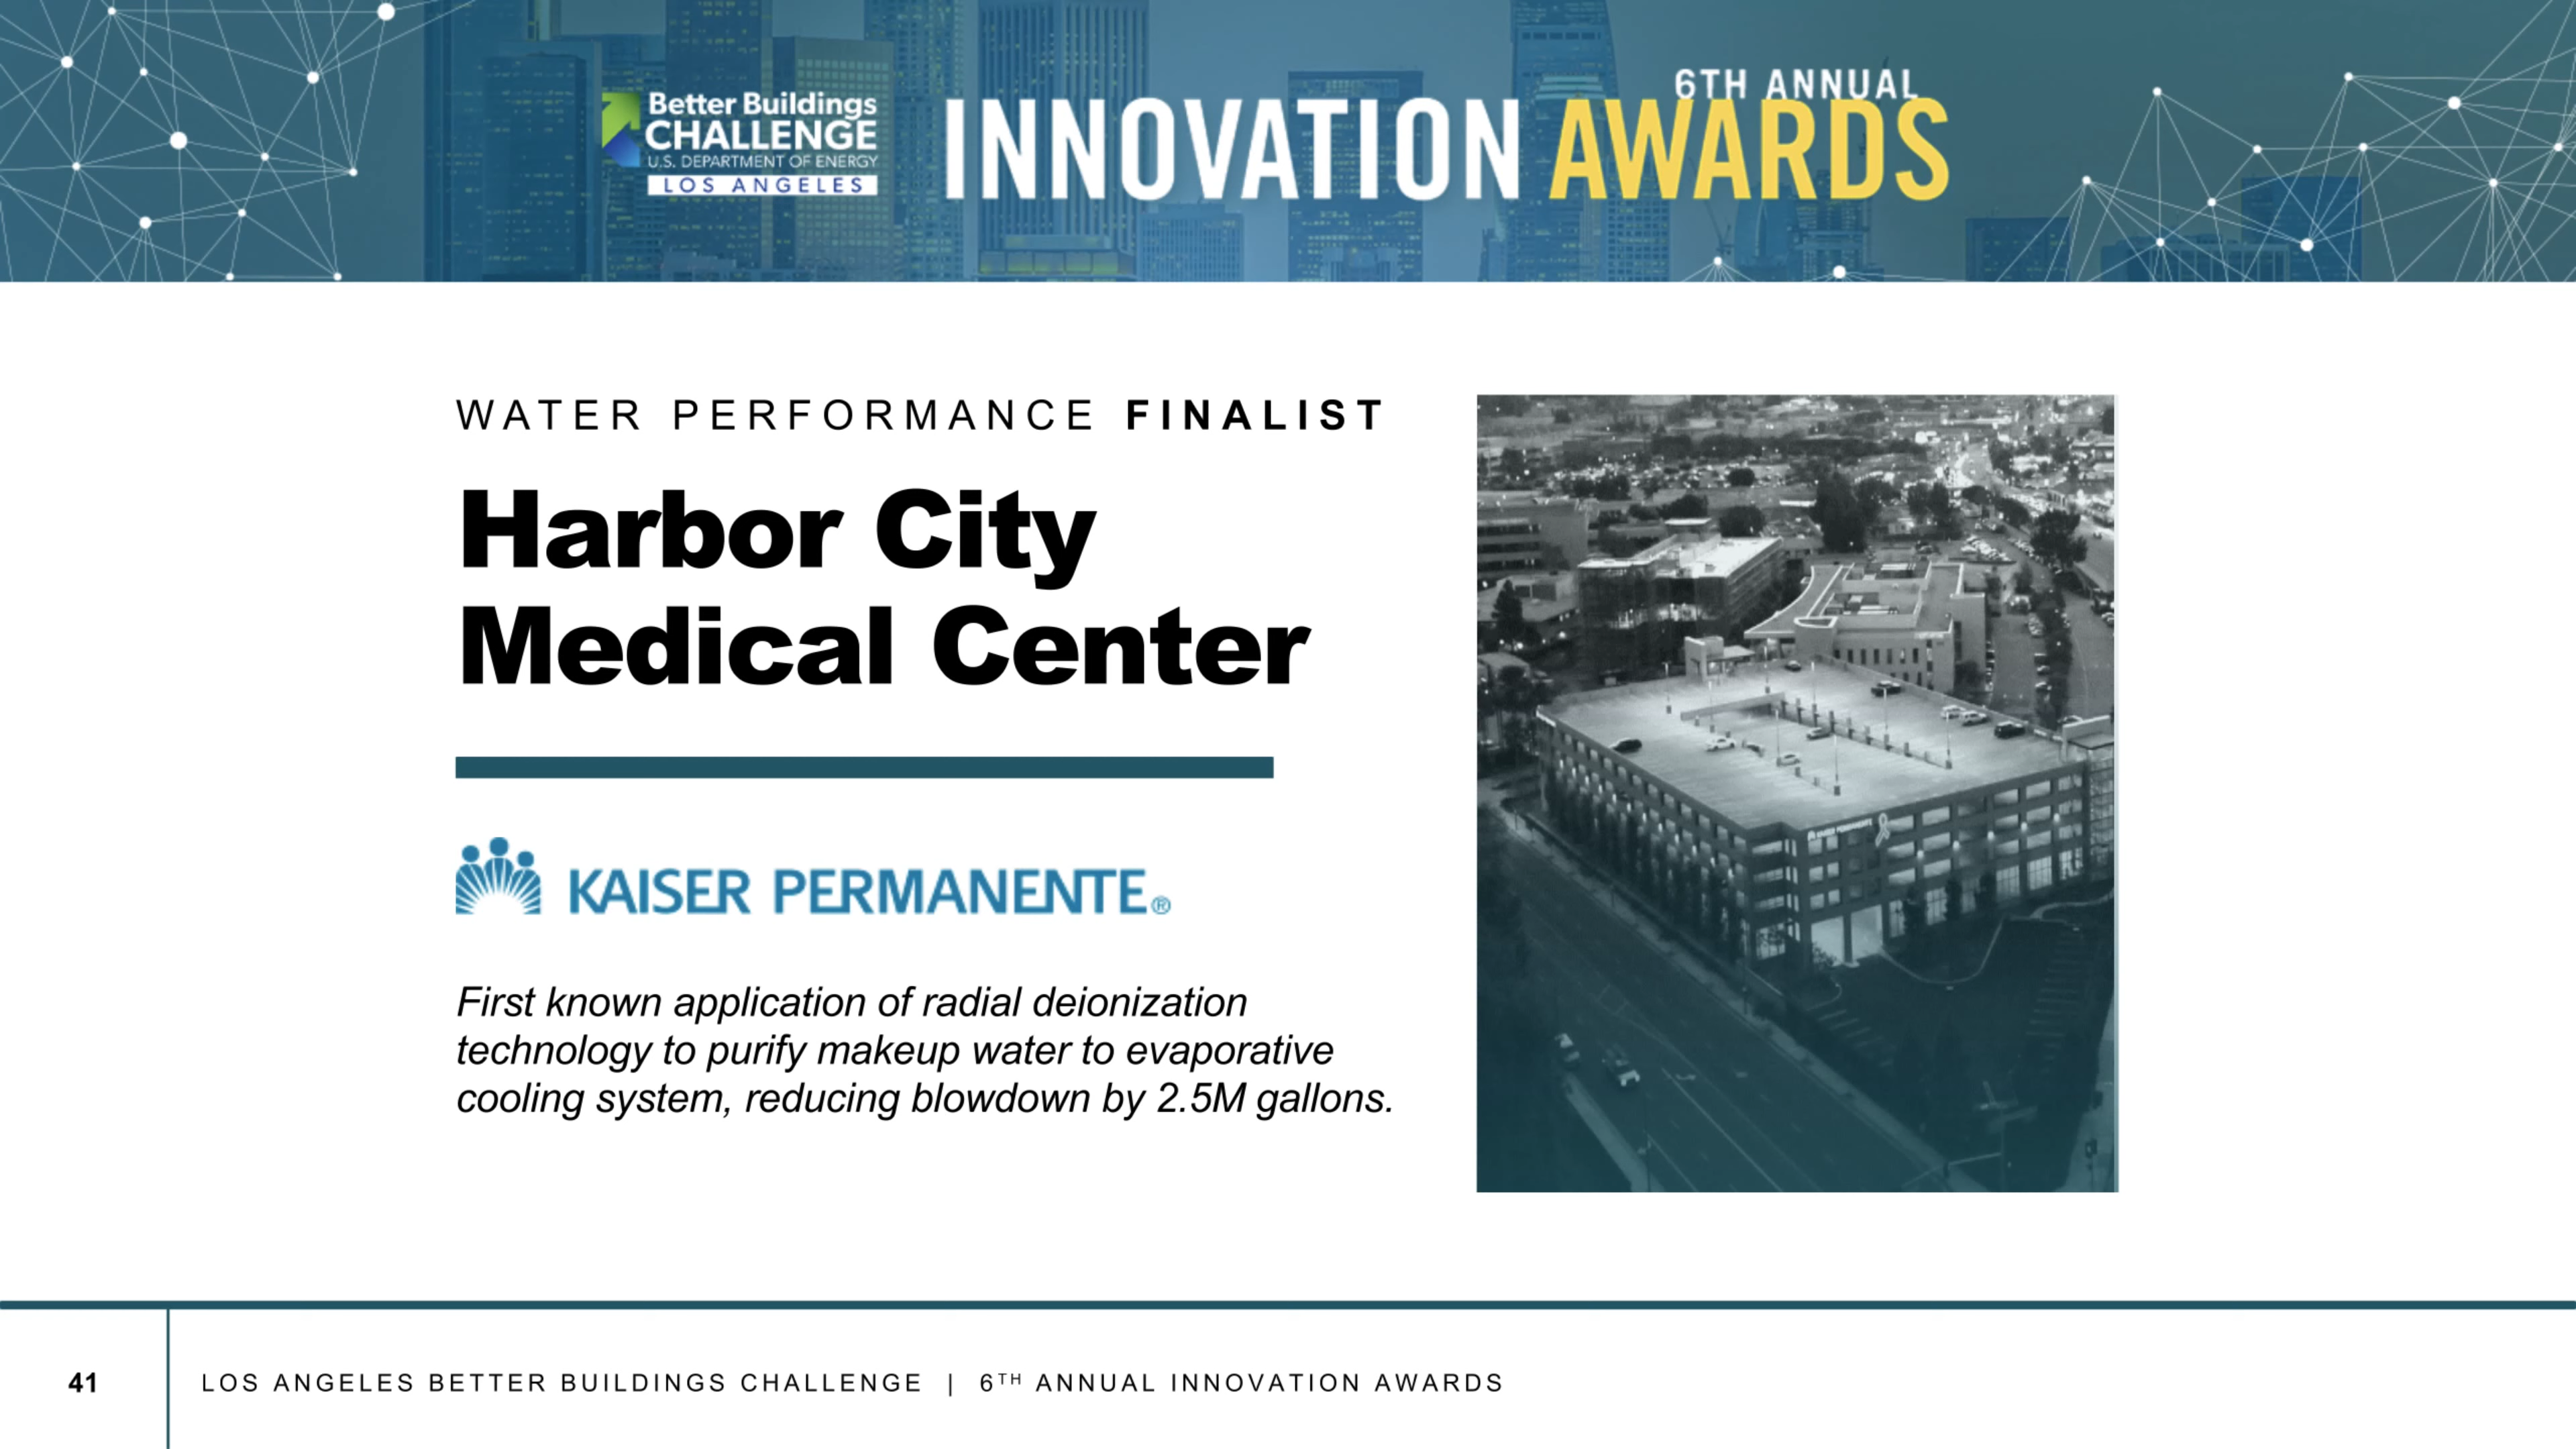 Better Buildings
CHALLENGE
U.S. DEPARTMENT OF ENERGY
LOS ANGELES
6TH ANNUAL
INNOVATION AWARDS
WATER PERFORMANCE FINALIST
Harbor City
Medical Center
KAISER PERMANENTE®
First known application of radial deionization
technology to purify makeup water to evaporative
cooling system, reducing blowdown by 2.5M gallons.
KAISER PERMANENTE
41
LOS ANGELES BETTER BUILDINGS CHALLENGE | 6TH ANNUAL INNOVATION AWARDS